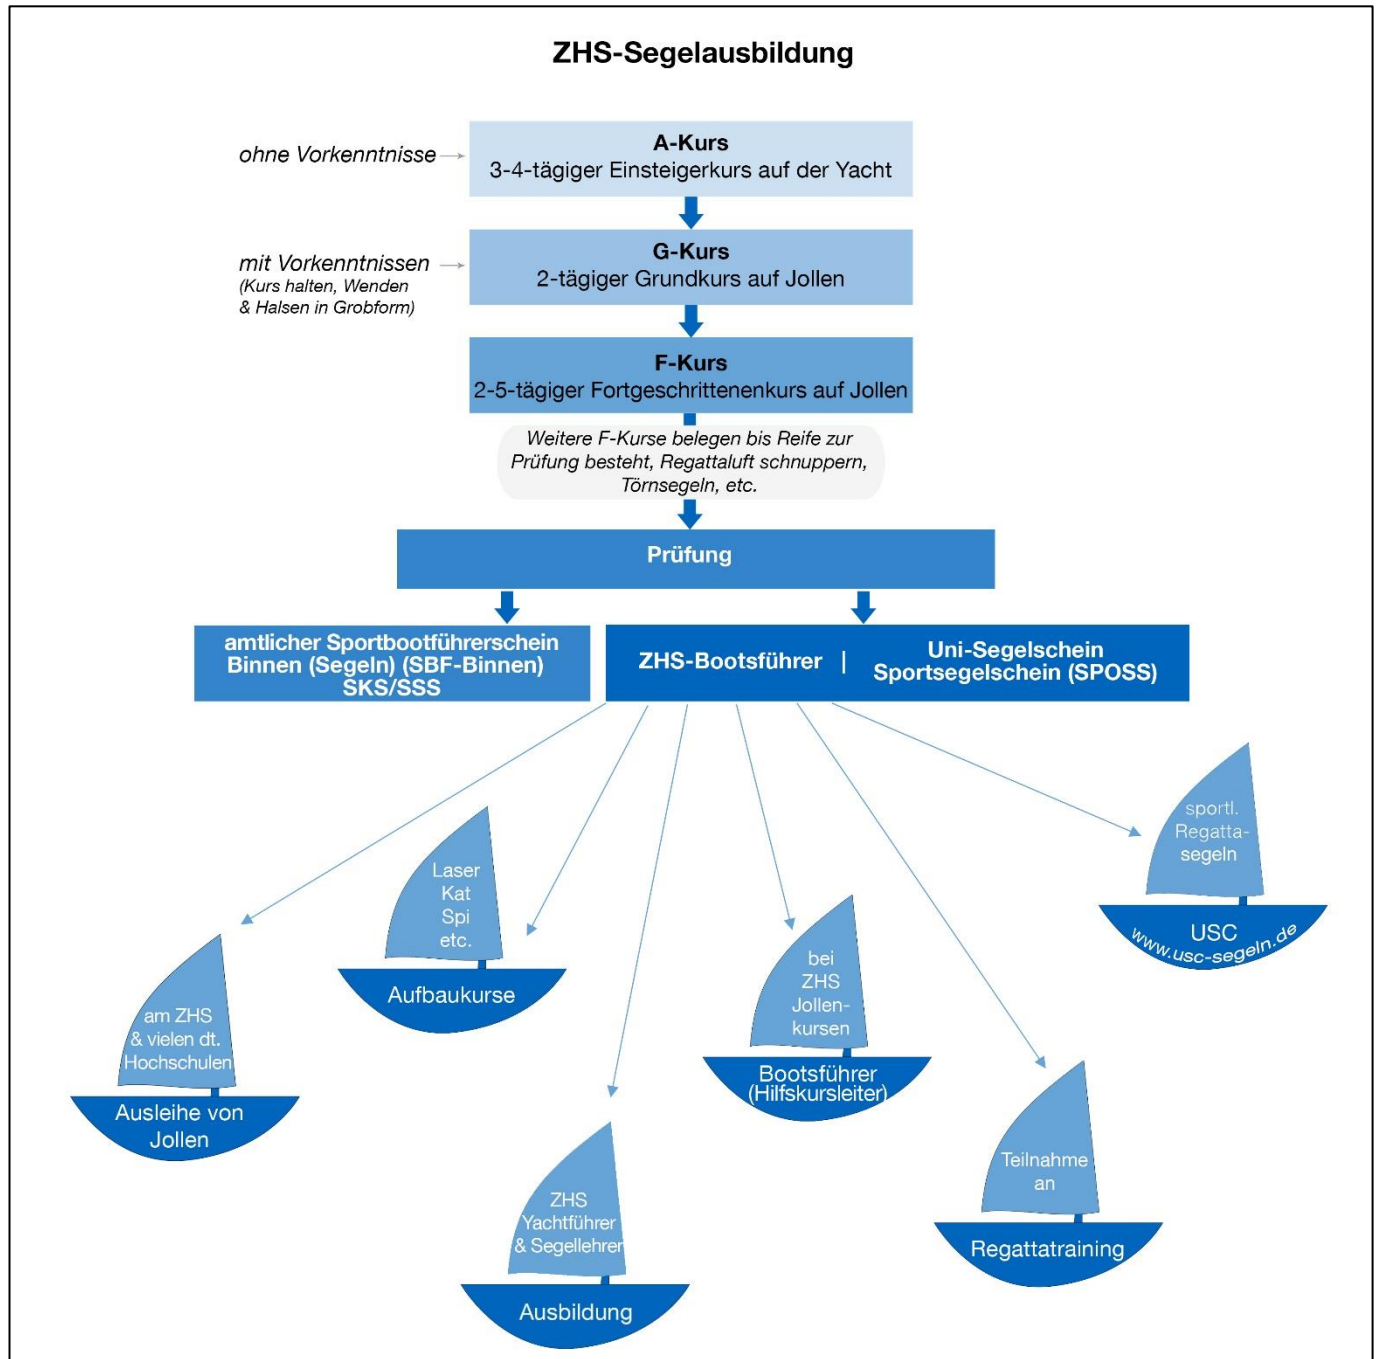 ZHS-Segelausbildung
ohne Vorkenntnisse
A-Kurs
3-4-tägiger Einsteigerkurs auf der Yacht
mit Vorkenntnissen
(Kurs halten, Wenden
& Halsen in Grobform)
G-Kurs
2-tägiger Grundkurs auf Jollen
F-Kurs
2-5-tägiger Fortgeschrittenenkurs auf Jollen
Weitere F-Kurse belegen bis Reife zur
Prüfung besteht, Regattaluft schnuppern,
Törnsegeln, etc.
Prüfung
amtlicher Sportbootführerschein
Binnen (Segeln) (SBF-Binnen)
SKS/SSS
ZHS-Bootsführer |
Uni-Segelschein
Sportsegelschein (SPOSS)
am ZHS
& vielen dt.
Hochschulen
Ausleihe von
Jollen
Laser
Kat
Spi
etc.
Aufbaukurse
ZHS
Yachtführer
& Segellehrer
Ausbildung
bei
ZHS
Jollen-
kursen
Bootsführer
(Hilfskursleiter)
Teilnahme
an
Regattatraining
sportl.
Regatta-
segeln
USC
www.usc-segeln.de